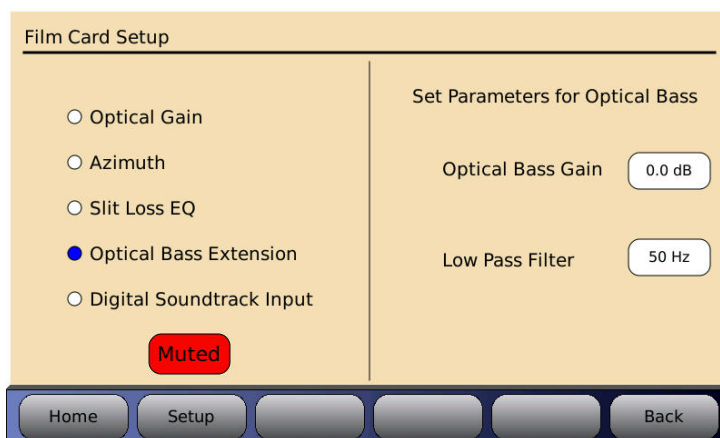 Film Card Setup
Optical Gain
Azimuth
Slit Loss EQ
Optical Bass Extension
Digital Soundtrack Input
Muted
Set Parameters for Optical Bass
Optical Bass Gain 0.0 dB
Low Pass Filter 50 Hz
Home Setup Back